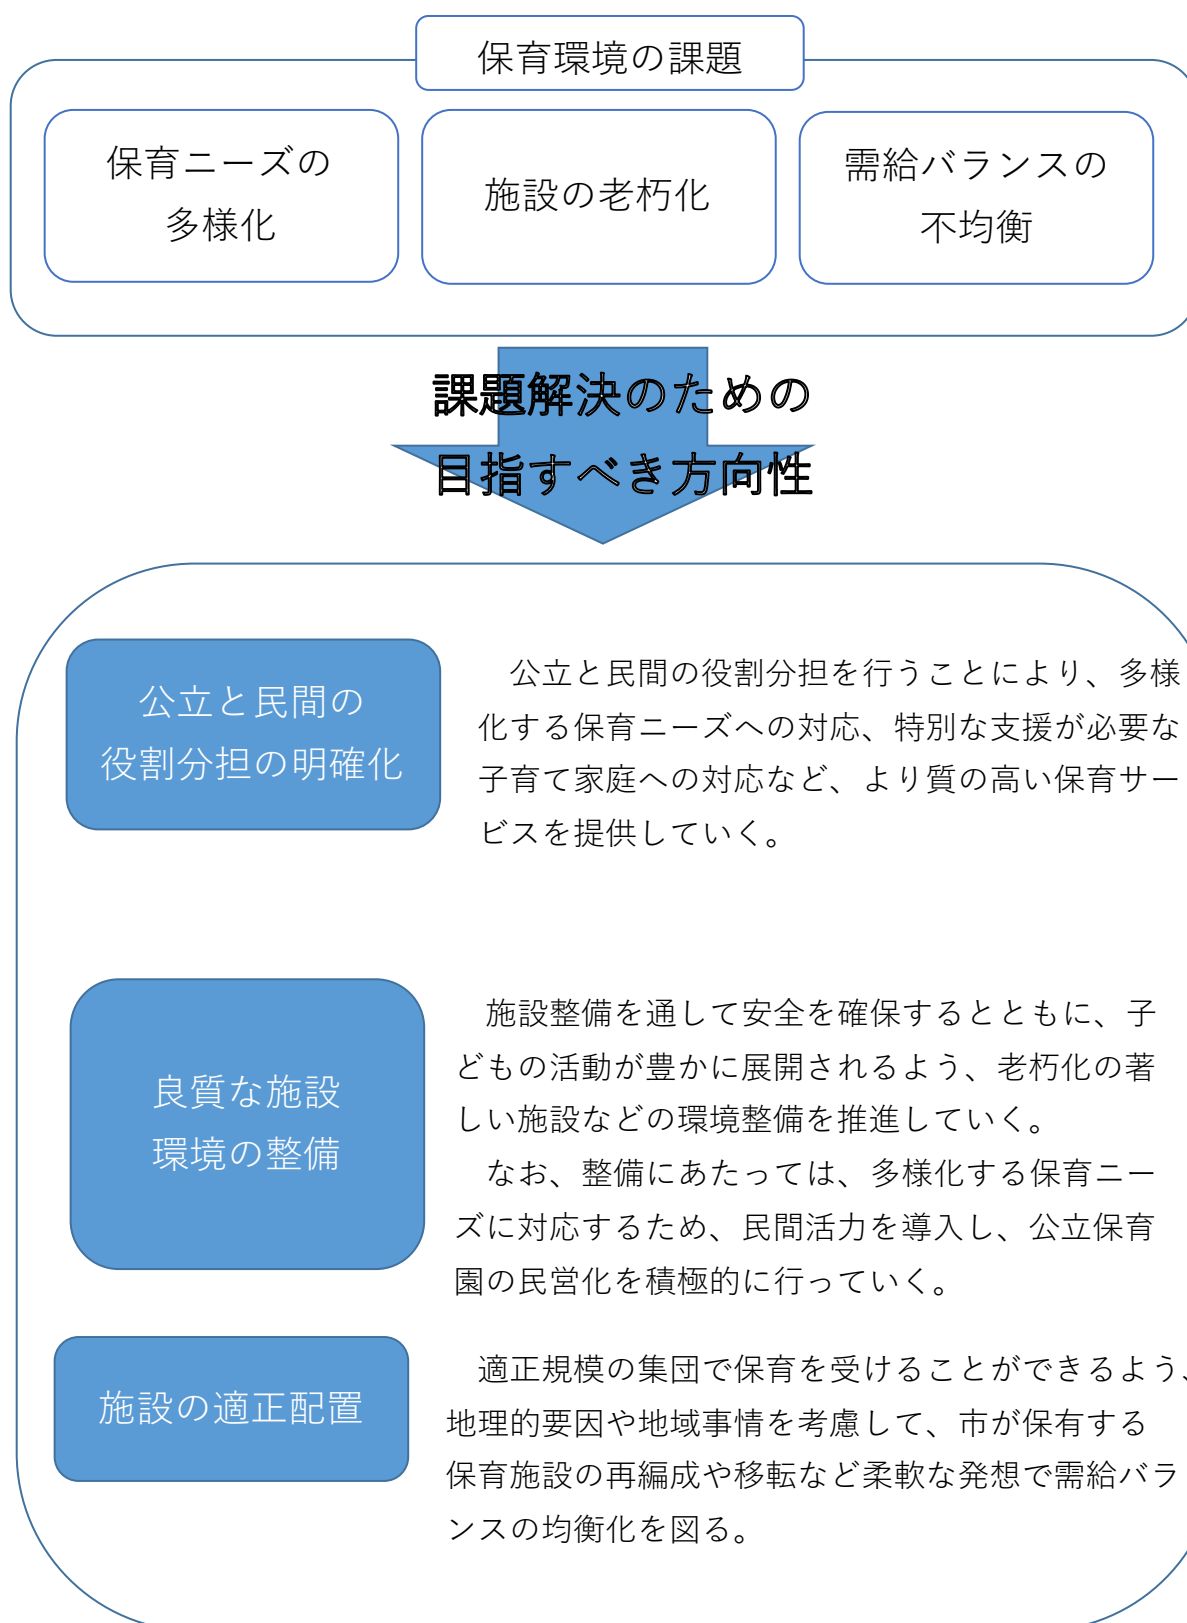 保育環境の課題
保育ニーズの
多様化
施設の老朽化
需給バランスの
不均衡
課題解決のための
目指すべき方向性
公立と民間の
役割分担の明確化
公立と民間の役割分担を行うことにより、多様
化する保育ニーズへの対応、特別な支援が必要な
子育て家庭への対応など、より質の高い保育サー
ビスを提供していく。
良質な施設
環境の整備
施設整備を通して安全を確保するとともに、子
どもの活動が豊かに展開されるよう、老朽化の著
しい施設などの環境整備を推進していく。
なお、整備にあたっては、多様化する保育ニー
ズに対応するため、民間活力を導入し、公立保育
園の民営化を積極的に行っていく。
施設の適正配置
適正規模の集団で保育を受けることができるよう、
地理的要因や地域事情を考慮して、市が保有する
保育施設の再編成や移転など柔軟な発想で需給バラ
ンスの均衡化を図る。